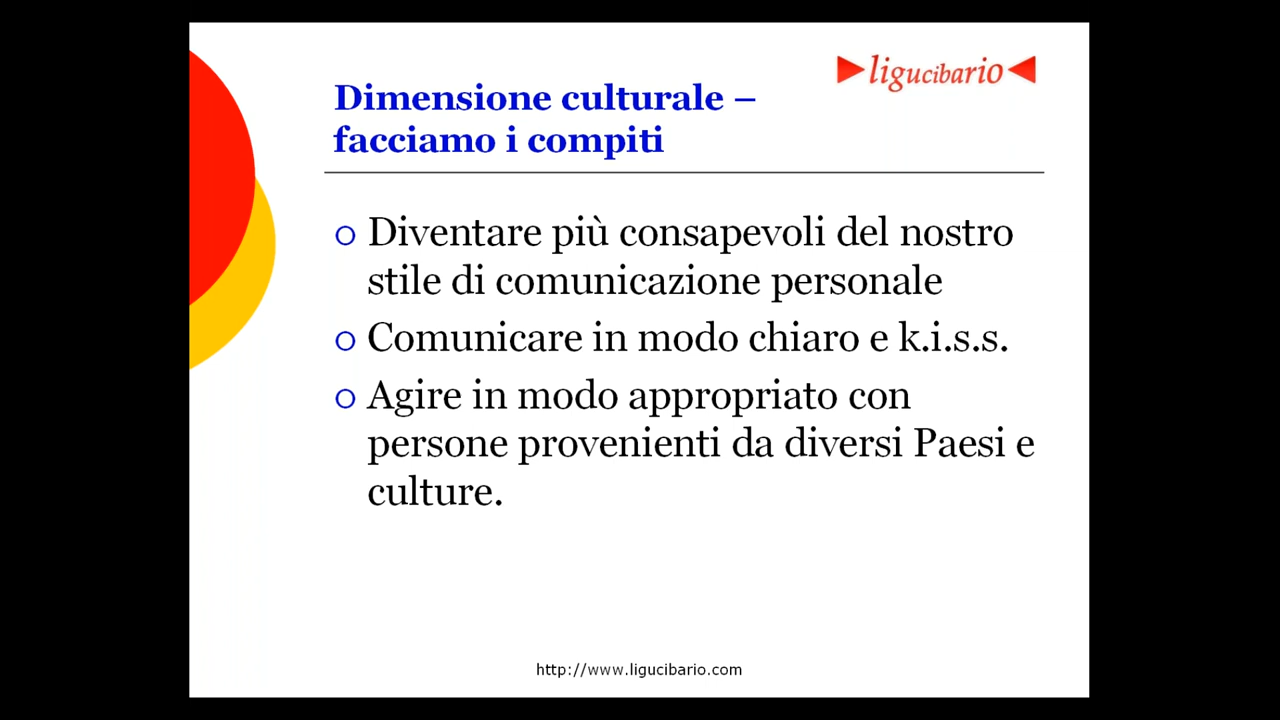 ligucibario
Dimensione culturale –
facciamo i compiti
Diventare più consapevoli del nostro
stile di comunicazione personale
Comunicare in modo chiaro e k.i.s.s.
Agire in modo appropriato con
persone provenienti da diversi Paesi e
culture.
http://www.ligucibario.com